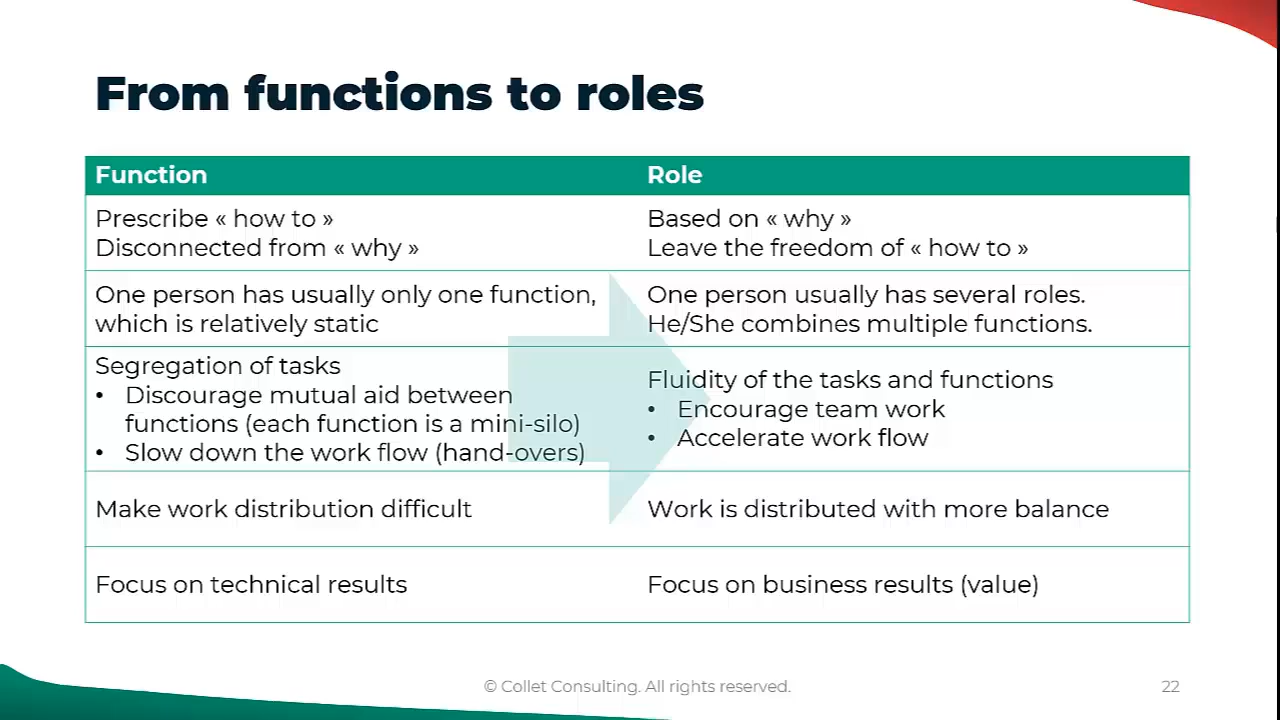 From functions to roles
Function
Role
Prescribe « how to »
Disconnected from « why »
Based on « why »
Leave the freedom of « how to »
One person has usually only one function,
which is relatively static
One person usually has several roles.
He/She combines multiple functions.
Segregation of tasks
• Discourage mutual aid between
functions (each function is a mini-silo)
• Slow down the work flow (hand-overs)
Fluidity of the tasks and functions
• Encourage team work
• Accelerate work flow
Make work distribution difficult
Work is distributed with more balance
Focus on technical results
Focus on business results (value)
© Collet Consulting. All rights reserved.
22